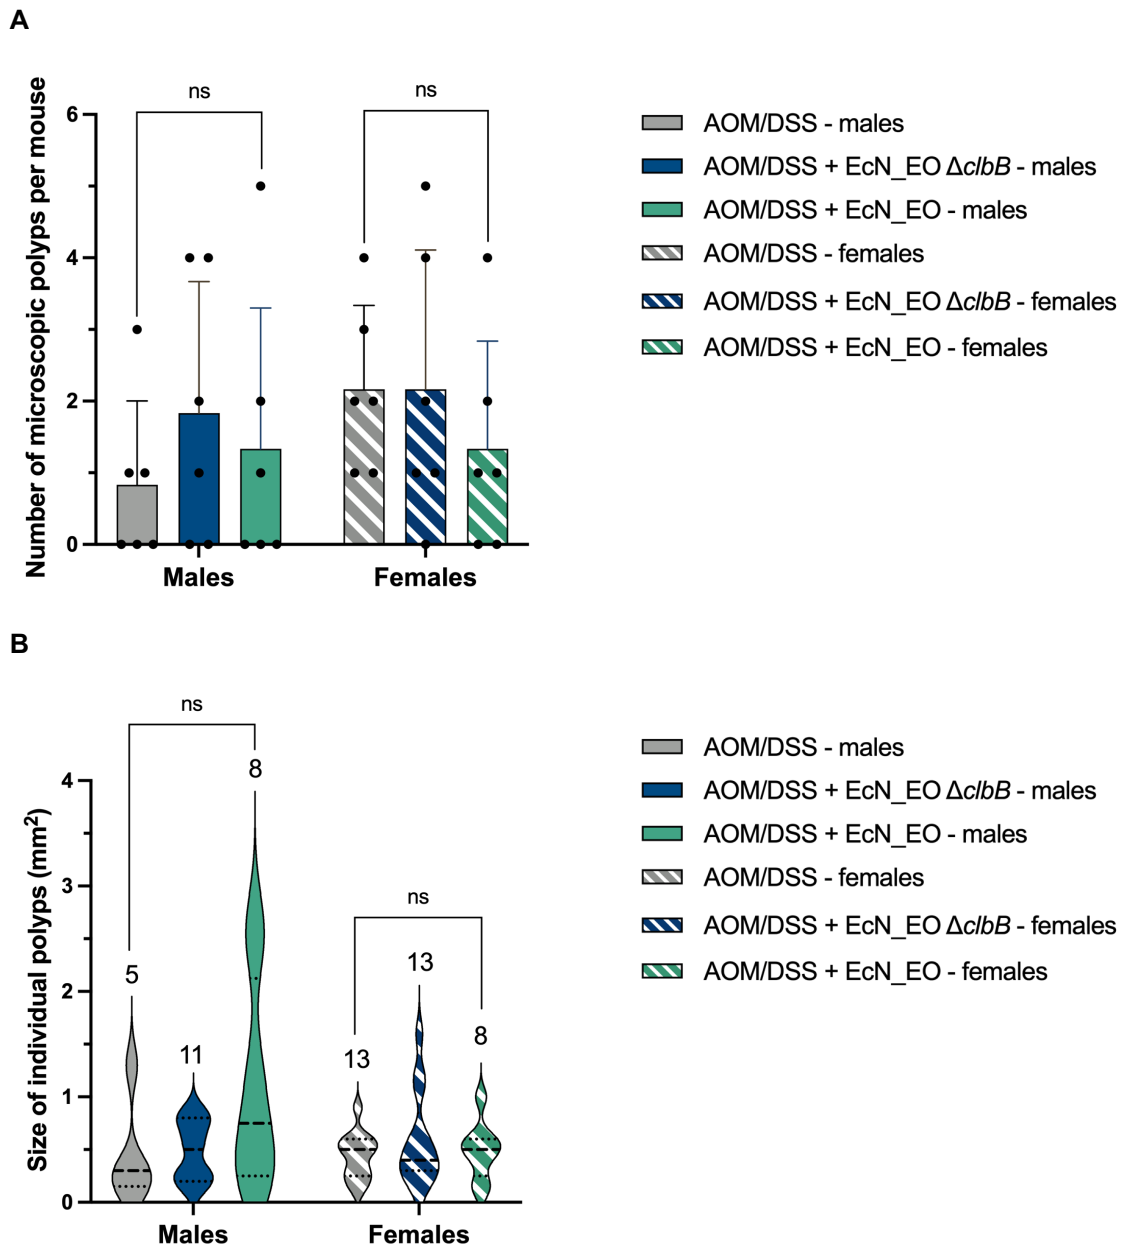 A
Number of microscopic polyps per mouse
6
4
2
0
ns
ns
Males
Females
AOM/DSS - males
AOM/DSS + EcN_EO ΔclbB - males
AOM/DSS + EcN_EO - males
AOM/DSS - females
AOM/DSS + EcN_EO ΔclbB - females
AOM/DSS + EcN_EO - females
B
Size of individual polyps (mm²)
4
3
2
1
0
ns
ns
5
11
8
13
13
8
Males
Females
AOM/DSS - males
AOM/DSS + EcN_EO ΔclbB - males
AOM/DSS + EcN_EO - males
AOM/DSS - females
AOM/DSS + EcN_EO ΔclbB - females
AOM/DSS + EcN_EO - females